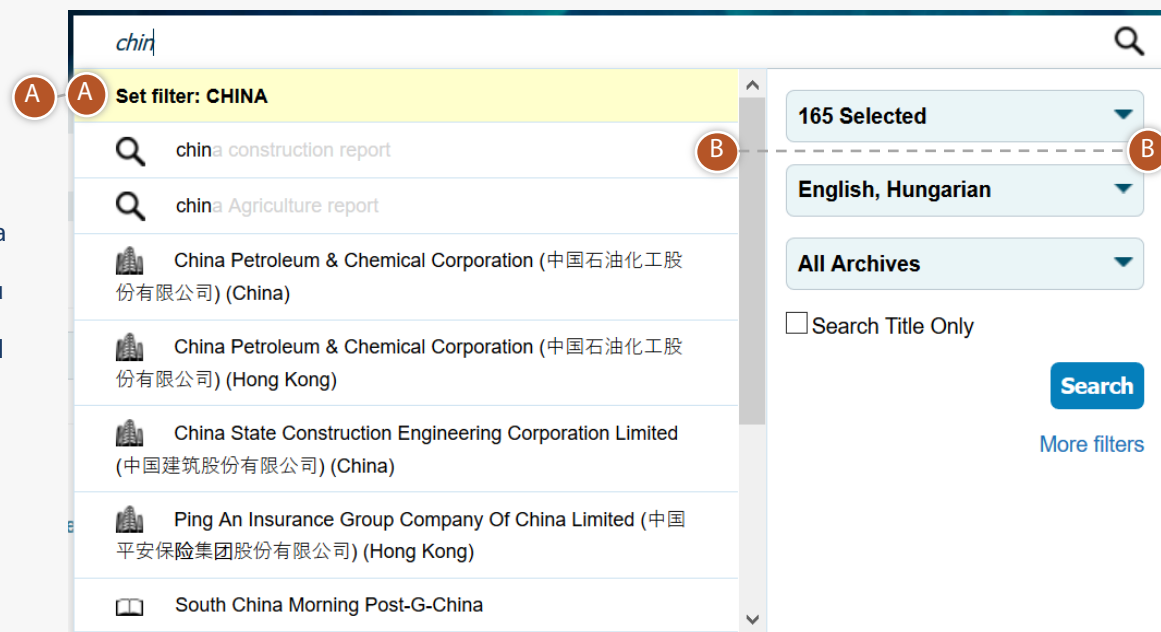 chin
A
A
Set filter: CHINA
china construction report
china Agriculture report
China Petroleum & Chemical Corporation (中国石油化工股
份有限公司) (China)
China Petroleum & Chemical Corporation (中国石油化工股
份有限公司) (Hong Kong)
China State Construction Engineering Corporation Limited
(中国建筑股份有限公司) (China)
Ping An Insurance Group Company Of China Limited (中国
平安保险集团股份有限公司) (Hong Kong)
South China Morning Post-G-China
B
B
165 Selected
English, Hungarian
All Archives
Search Title Only
Search
More filters